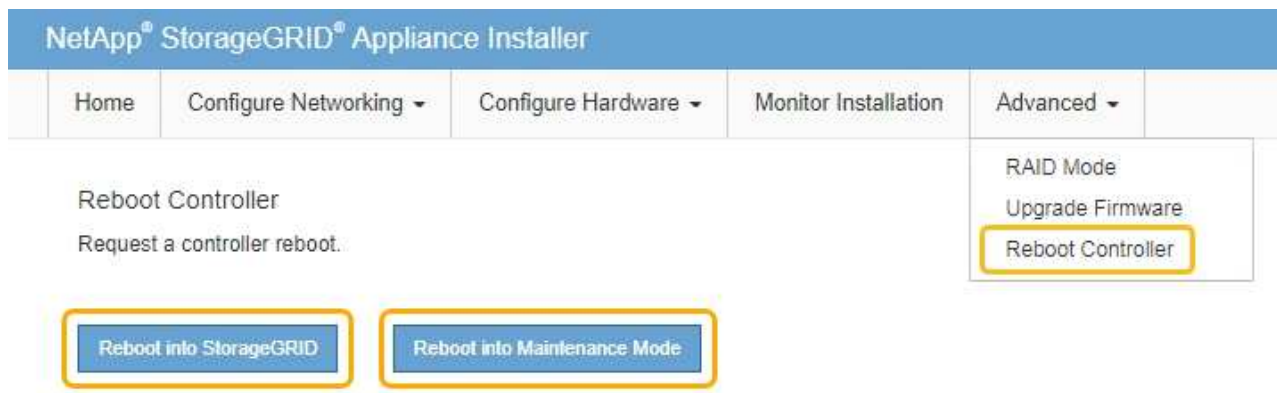 NetApp® StorageGRID® Appliance Installer
Home Configure Networking Configure Hardware Monitor Installation Advanced
RAID Mode
Upgrade Firmware
Reboot Controller
Reboot Controller
Request a controller reboot.
Reboot into StorageGRID Reboot into Maintenance Mode